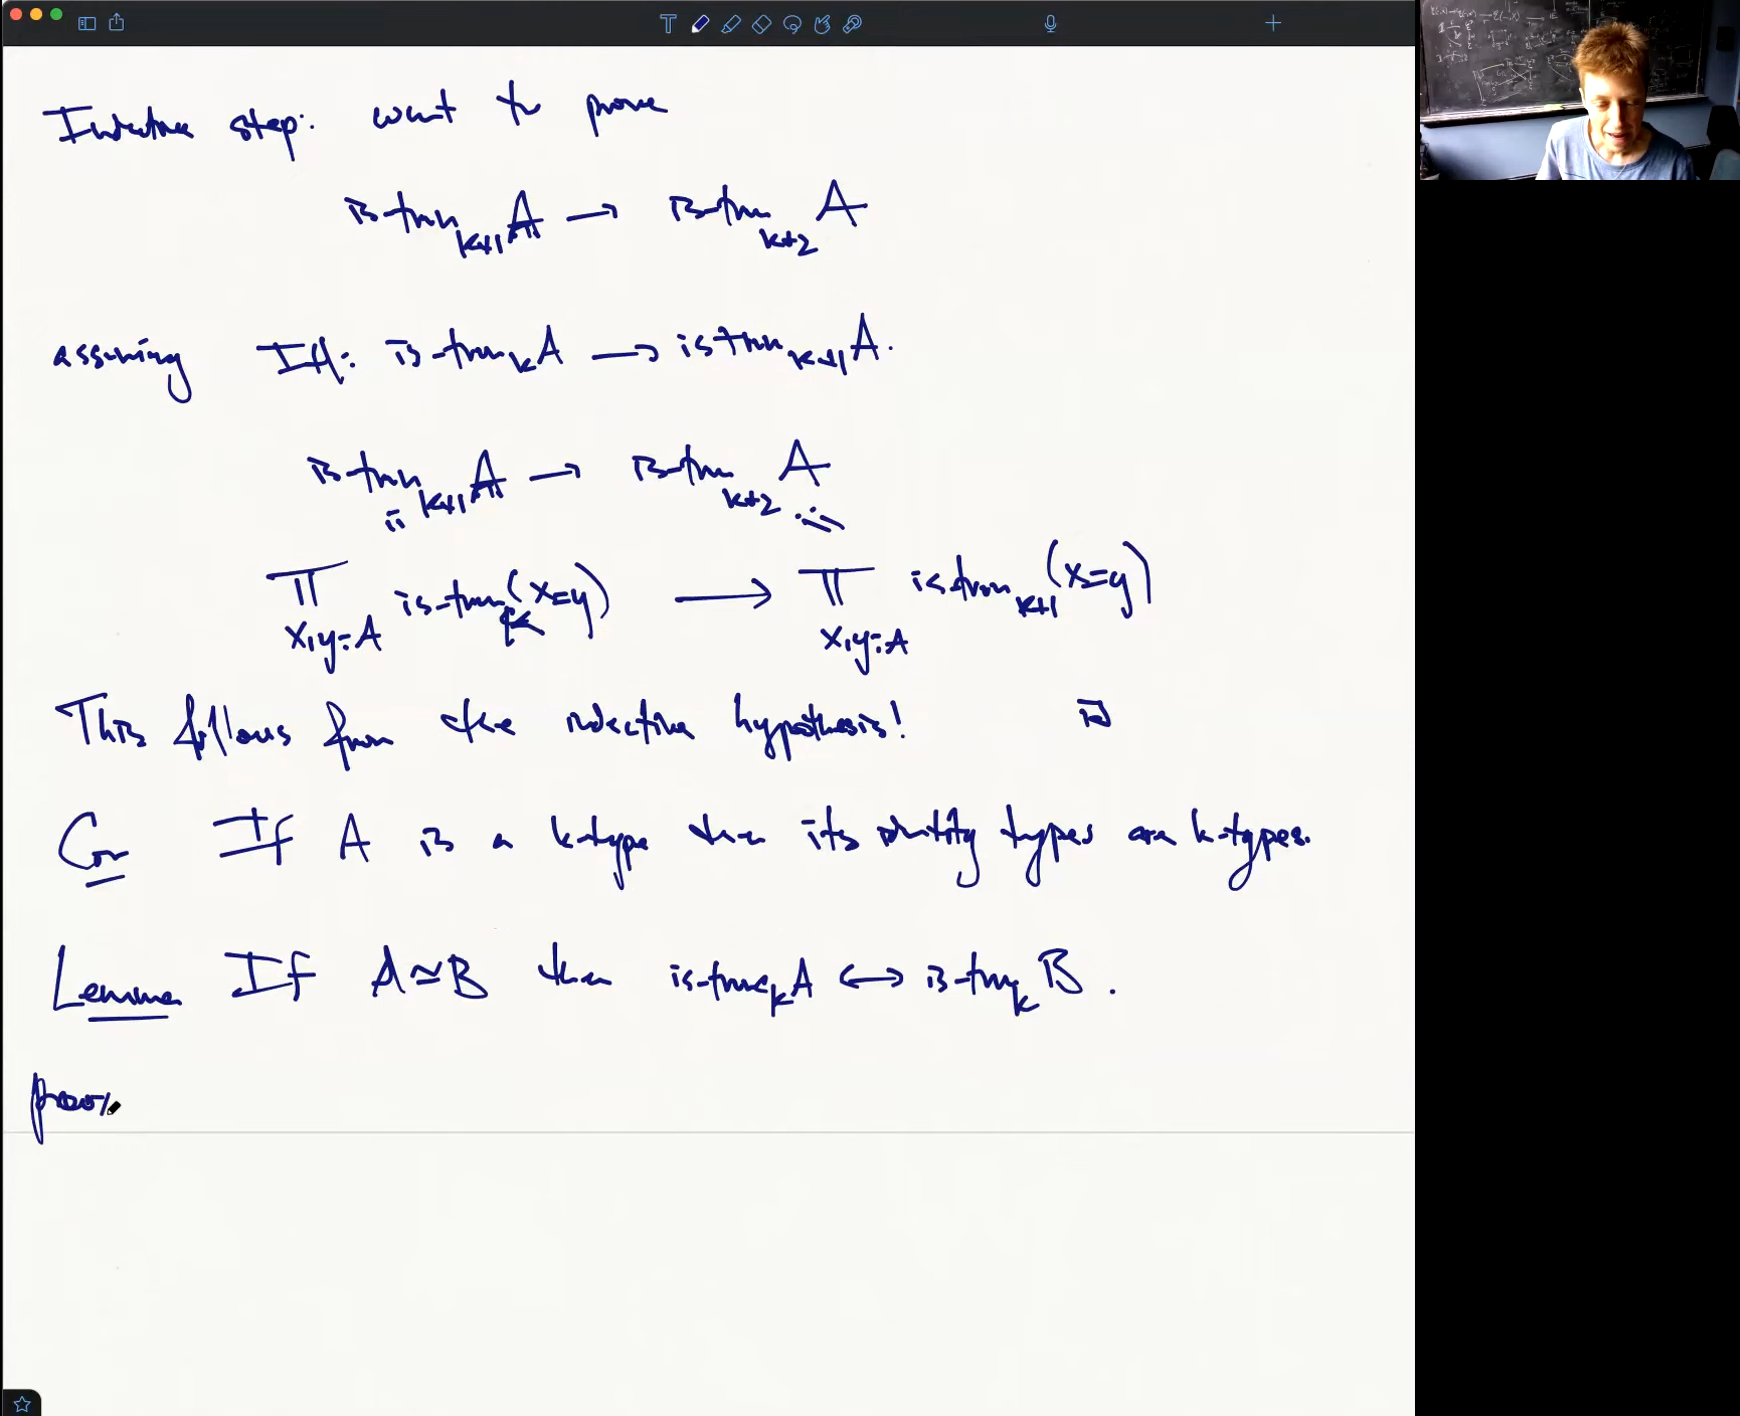 Inductive step: want to prove
is-trunc_{k+1} A → is-trunc_{k+2} A
assuming IH: is-trunc_k A → is-trunc_{k+1} A.
is-trunc_{k+1} A → is-trunc_{k+2} A
Π_{x,y:A} is-trunc_k (x=y) → Π_{x,y:A} is-trunc_{k+1} (x=y)
This follows from the inductive hypothesis! □
Cor If A is a k-type then its identity types are k-types.
Lemma If A ≃ B then is-trunc_k A ↔ is-trunc_k B.
proof